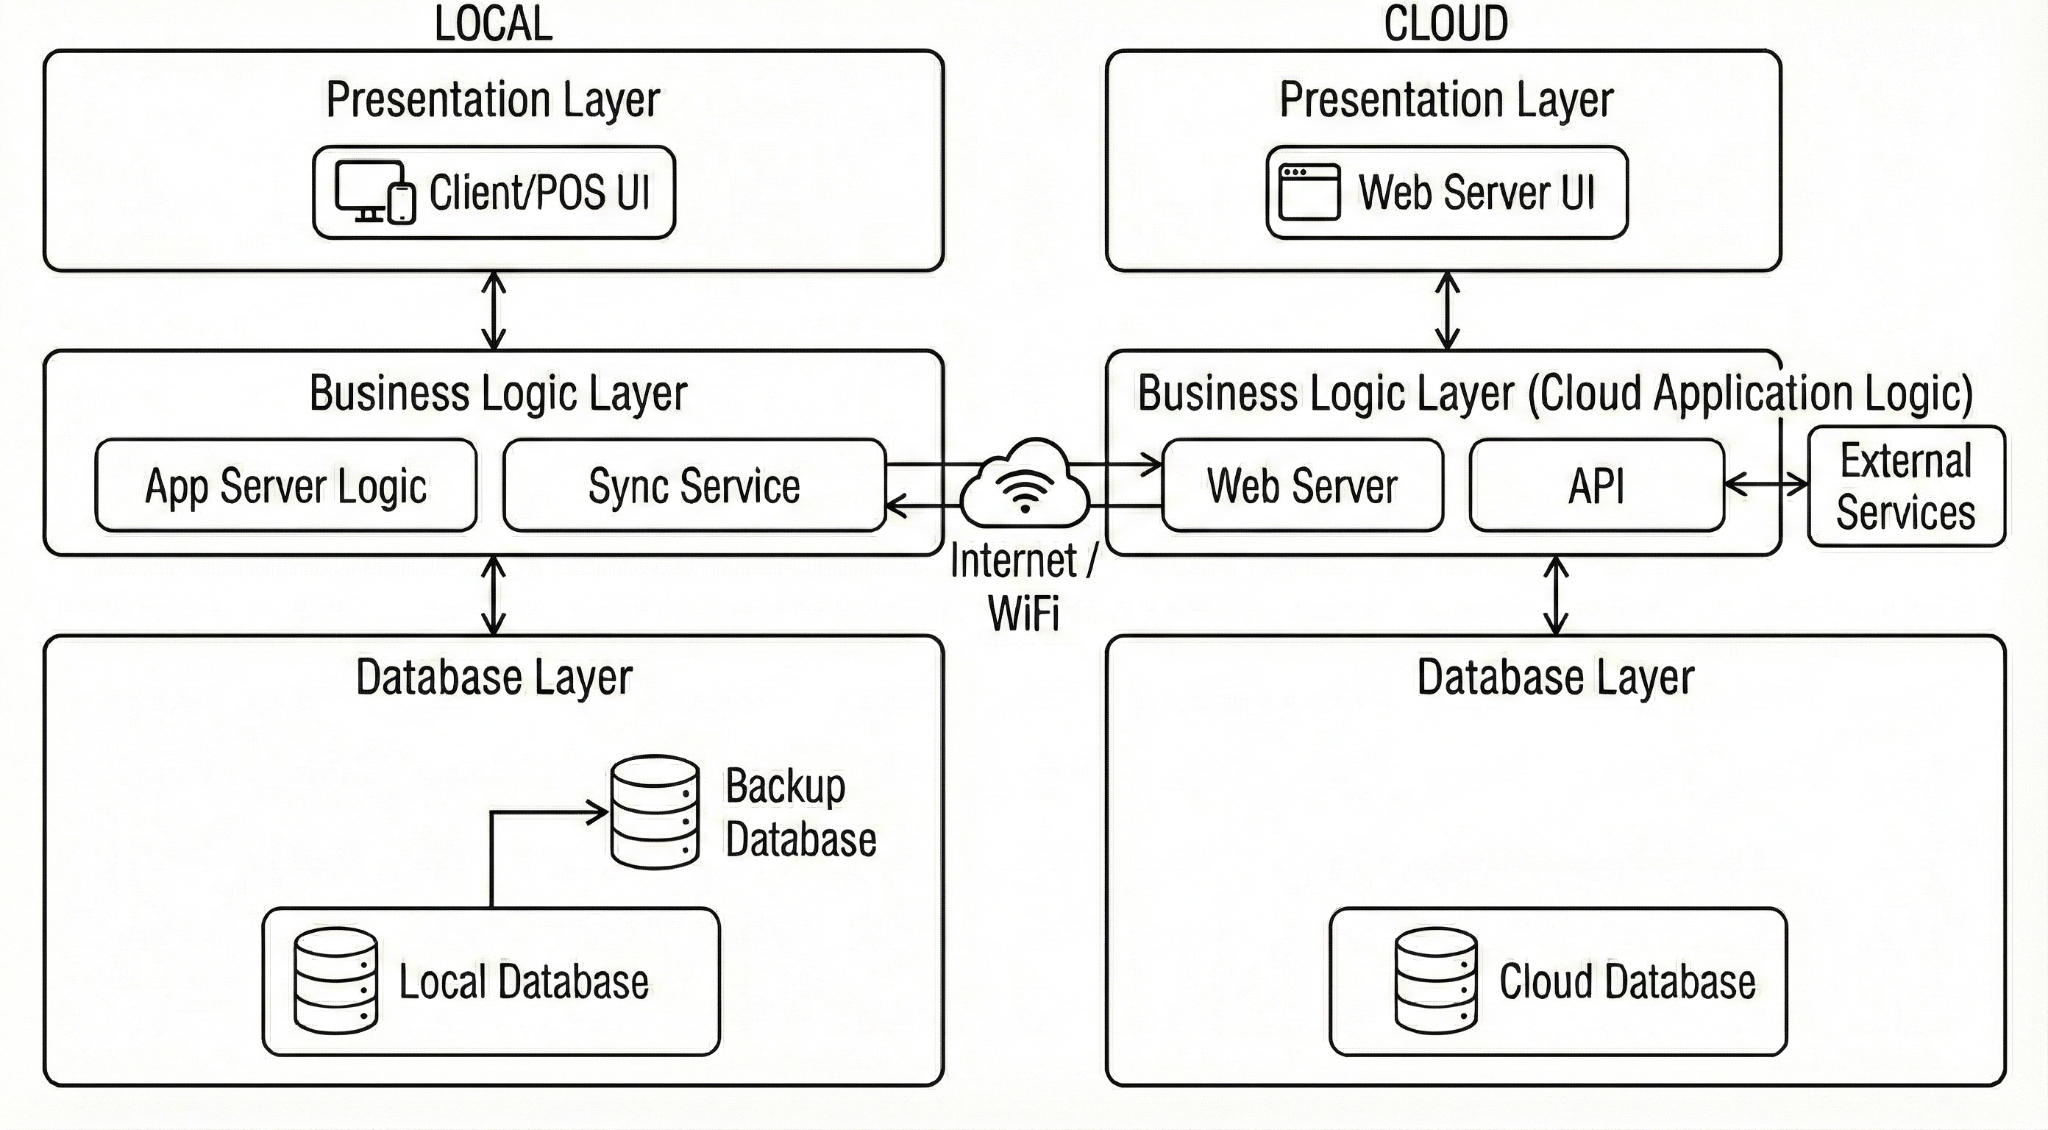 LOCAL
Presentation Layer
Client/POS UI
Business Logic Layer
App Server Logic
Sync Service
Internet /
WiFi
Database Layer
Backup
Database
Local Database
CLOUD
Presentation Layer
Web Server UI
Business Logic Layer (Cloud Application Logic)
Web Server
API
External
Services
Database Layer
Cloud Database